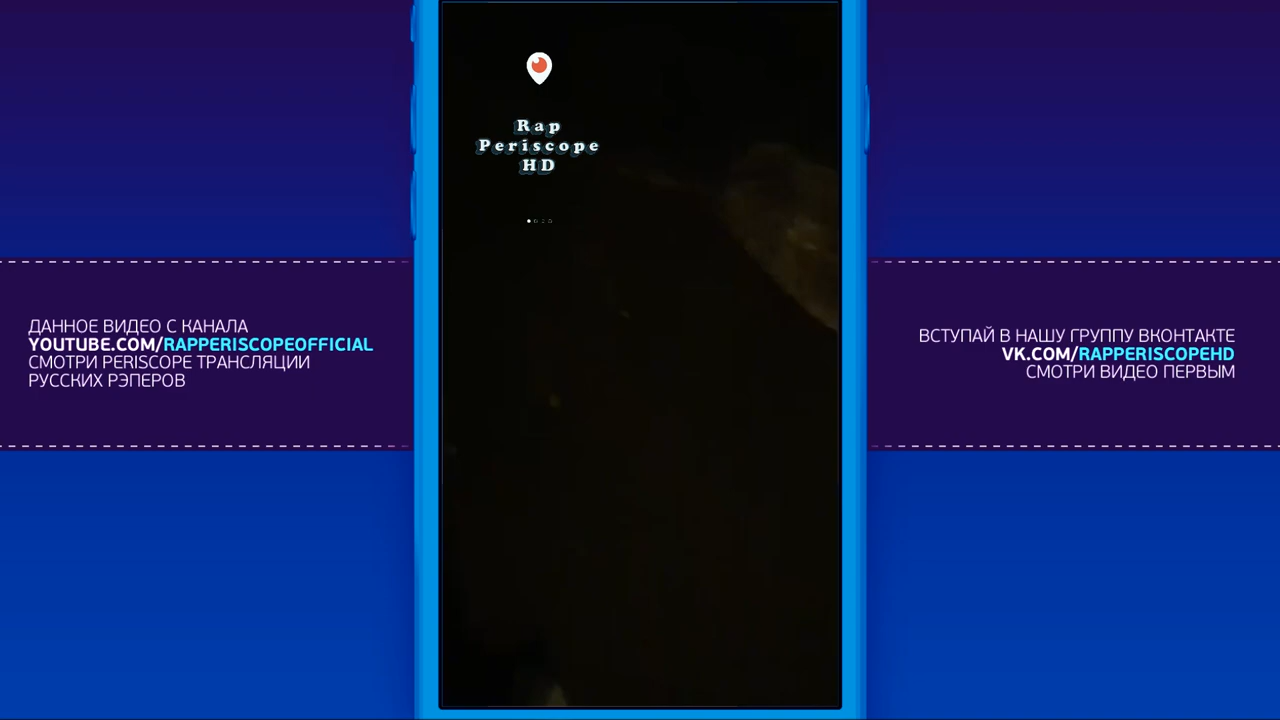 Rap
Periscope
HD
ДАННОЕ ВИДЕО С КАНАЛА
YOUTUBE.COM/RAPPERISCOPEOFFICIAL
СМОТРИ PERISCOPE ТРАНСЛЯЦИИ
РУССКИХ РЭПЕРОВ
ВСТУПАЙ В НАШУ ГРУППУ ВКОНТАКТЕ
VK.COM/RAPPERISCOPEHD
СМОТРИ ВИДЕО ПЕРВЫМ